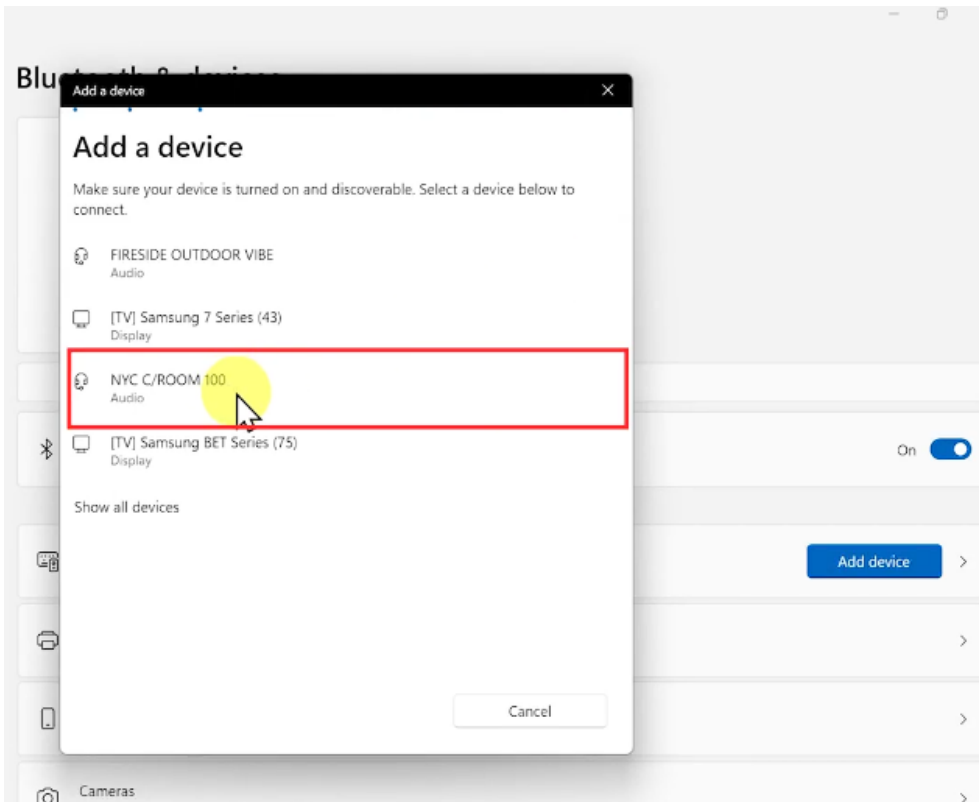 Add a device
Add a device
Make sure your device is turned on and discoverable. Select a device below to
connect.
FIRESIDE OUTDOOR VIBE
Audio
[TV] Samsung 7 Series (43)
Display
NYC C/ROOM 100
Audio
[TV] Samsung BET Series (75)
Display
On
Show all devices
Add device
Cancel
Cameras